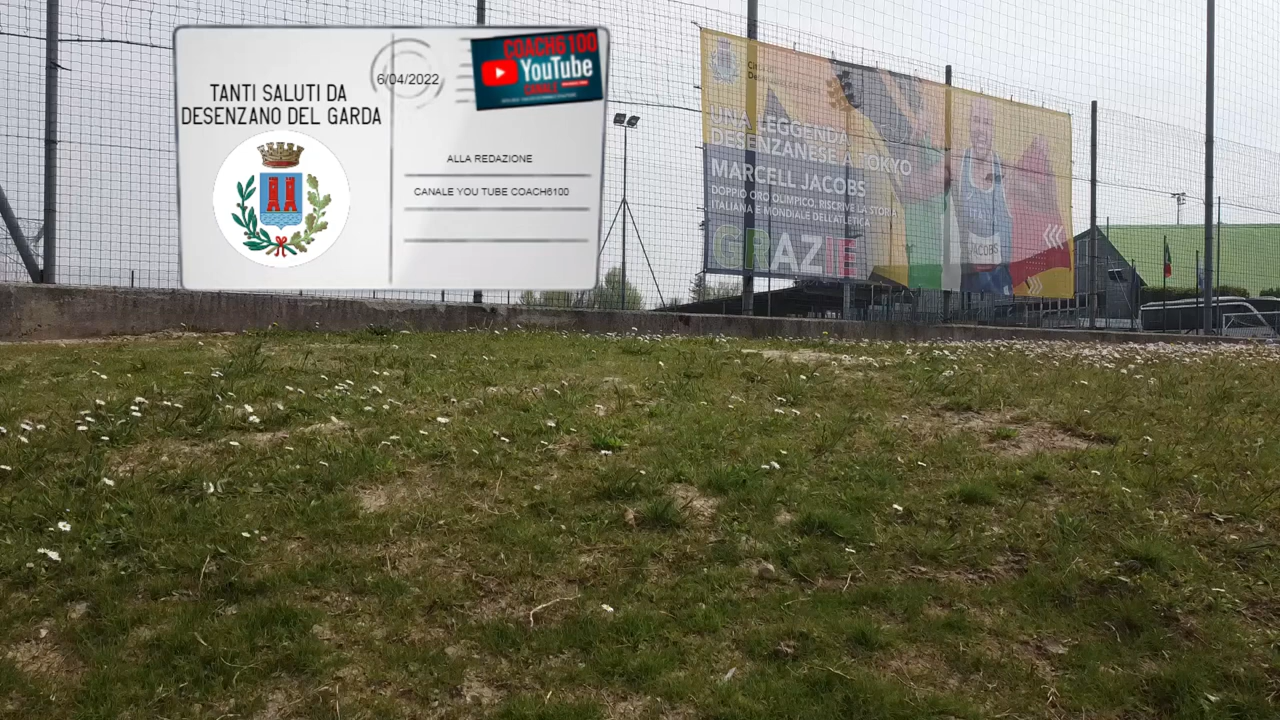 TANTI SALUTI DA
DESENZANO DEL GARDA
6/04/2022
COACH6100
YouTube
CANALE
ALLA REDAZIONE
CANALE YOU TUBE COACH6100
UNA LEGGENDA
DESENZANESE A TOKYO
MARCELL JACOBS
DOPPIO ORO OLIMPICO, RISCRIVE LA STORIA
ITALIANA E MONDIALE DELL'ATLETICA
GRAZIE
JACOBS